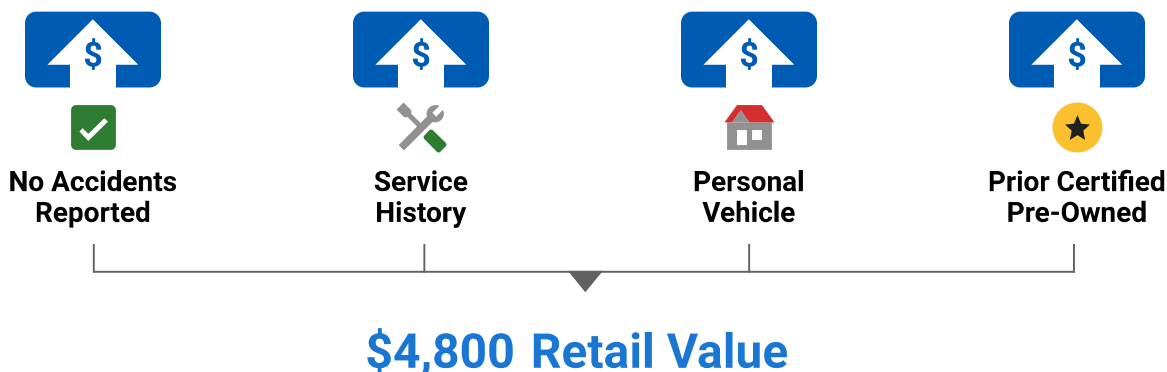 $ $ $ $
No Accidents Reported
Service History
Personal Vehicle
Prior Certified Pre-Owned
$4,800 Retail Value